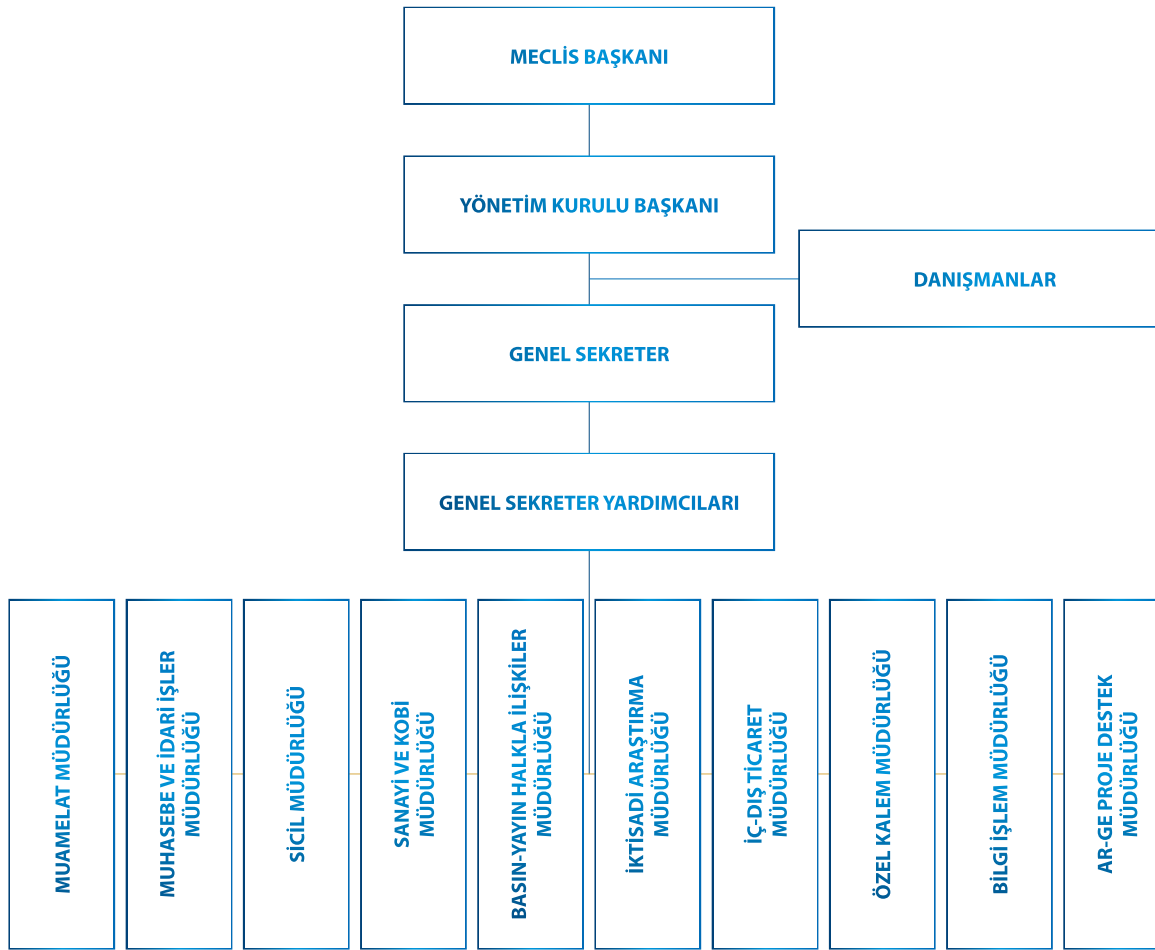 MECLİS BAŞKANI
YÖNETİM KURULU BAŞKANI
DANIŞMANLAR
GENEL SEKRETER
GENEL SEKRETER YARDIMCILARI
MUAMELAT MÜDÜRLÜĞÜ
MUHASEBE VE İDARİ İŞLER
MÜDÜRLÜĞÜ
SİCİL MÜDÜRLÜĞÜ
SANAYİ VE KOBİ
MÜDÜRLÜĞÜ
BASIN-YAYIN HALKLA İLİŞKİLER
MÜDÜRLÜĞÜ
İKTİSADİ ARAŞTIRMA
MÜDÜRLÜĞÜ
İÇ-DIŞ TİCARET
MÜDÜRLÜĞÜ
ÖZEL KALEM MÜDÜRLÜĞÜ
BİLGİ İŞLEM MÜDÜRLÜĞÜ
AR-GE PROJE DESTEK
MÜDÜRLÜĞÜ